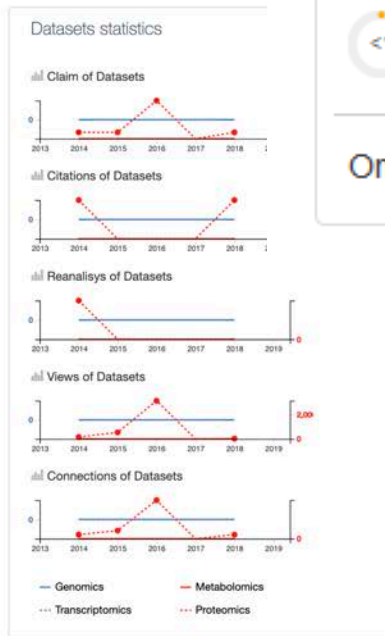 Datasets statistics
Claim of Datasets
0
2013 2014 2015 2016 2017 2018
Citations of Datasets
0
2013 2014 2015 2016 2017 2018
Reanalisys of Datasets
0
0
2013 2014 2015 2016 2017 2018 2019
Views of Datasets
2,00
0
0
2013 2014 2015 2016 2017 2018 2019
Connections of Datasets
0
0
2013 2014 2015 2016 2017 2018 2019
Genomics Metabolomics
Transcriptomics Proteomics
<
Or